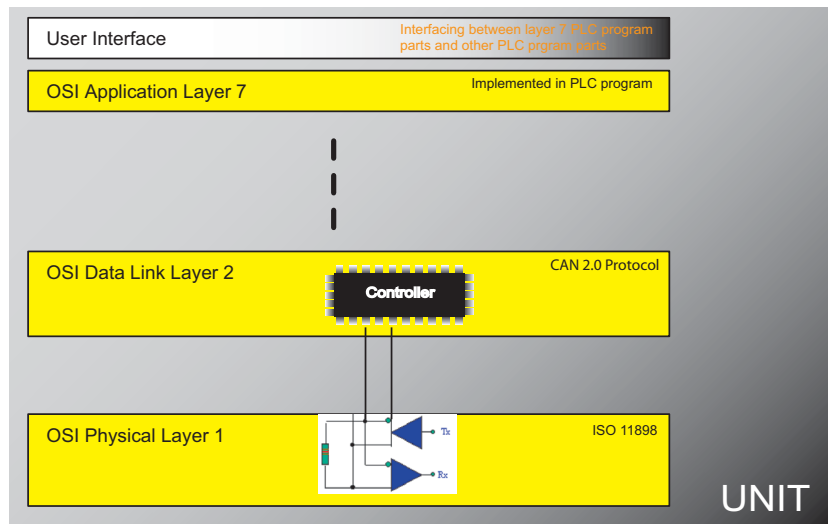 User Interface
Interfacing between layer 7 PLC program
parts and other PLC prgram parts
OSI Application Layer 7
Implemented in PLC program
OSI Data Link Layer 2
CAN 2.0 Protocol
Controller
OSI Physical Layer 1
ISO 11898
Tx
Rx
UNIT